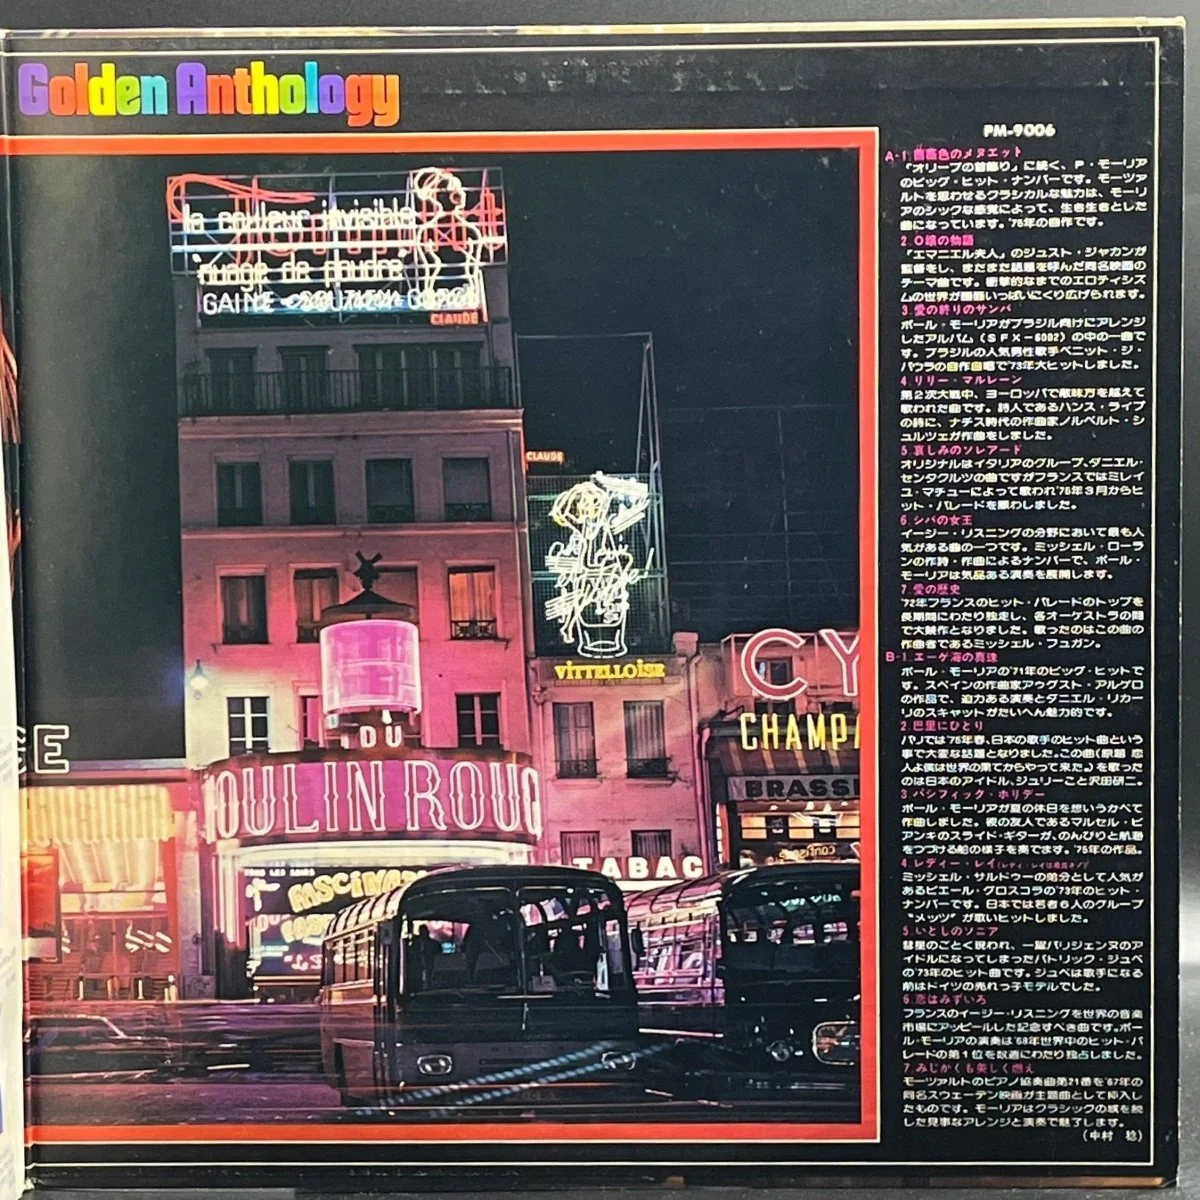 Golden Anthology
PM-9006
A-1.薔薇色のメヌエット
「オリーブの首飾り」に続く、P・モーリア
のビッグ・ヒット・ナンバーです。モーツァ
ルトを思わせるクラシカルな魅力は、モーリ
アのシックな感覚によって、生き生きとした
曲になっています。'75年の自作です。
2.O嬢の物語
「エマニエル夫人」のジュスト・ジャカンが
監督をし、またまた話題を呼んだ同名映画の
テーマ曲です。衝撃的なまでのエロティシズ
ムの世界が画面いっぱいにくり広げられます。
3.愛の終りのサンバ
ポール・モーリアがブラジル向けにアレンジ
したアルバム（SFX-6002）の中の一曲で
す。ブラジルの人気男性歌手ベニット・ジ・
パウラの自作自唱で'73年大ヒットしました。
4.リリー・マルレーン
第2次大戦中、ヨーロッパで敵味方を越えて
歌われた曲です。詩人であるハンス・ライプ
の詩に、ナチス時代の作曲家ノルベルト・シ
ュルツェが作曲をしました。
5.哀しみのソレアード
オリジナルはイタリアのグループ、ダニエル・
センタクルツの曲ですがフランスではミレイ
ユ・マチューによって歌われ'75年3月からヒ
ット・パレードを賑わしました。
6.シバの女王
イージー・リスニングの分野において最も人
気がある曲の一つです。ミッシェル・ローラ
ンの作詩・作曲によるナンバーで、ポール・
モーリアは気品ある演奏を展開します。
7.愛の歴史
'72年フランスのヒット・パレードのトップを
長期間にわたり独走し、各オーケストラの間
で大競作となりました。歌ったのはこの曲の
作曲者であるミッシェル・フュガン。
B-1.エーゲ海の真珠
ポール・モーリアの'71年のビッグ・ヒットで
す。スペインの作曲家アウグスト・アルゲロ
の作品で、迫力ある演奏とダニエル・リカー
リのスキャットがたいへん魅力的です。
2.巴里にひとり
パリでは'75年春、日本の歌手のヒット曲という
事で大変な話題となりました。この曲(原題 恋
人よ僕は世界の果てからやって来た。)を歌った
のは日本のアイドル、ジュリーこと沢田研二。
3.パシフィック・ホリデー
ポール・モーリアが夏の休日を想いうかべて
作曲しました。彼の友人であるマルセル・ビ
アンキのスライド・ギターが、のんびりと航海
をつづける船の様子を奏でます。'75年の作品。
4.レディー・レイ
ミッシェル・サルドゥーの弟分として人気が
あるピエール・グロスコラの'73年のヒット・
ナンバーです。日本では若者6人のグループ
"メッツ"が歌いヒットしました。
5.いとしのソニア
彗星のごとく現われ、一躍パリジェンヌのア
イドルになってしまったパトリック・ジュベ
の'73年のヒット曲です。ジュベは歌手になる
前はドイツの売れっ子モデルでした。
6.恋はみずいろ
フランスのイージー・リスニングを世界の音楽
市場にアッピールした記念すべき曲です。ポー
ル・モーリアの演奏は'68年世界中のヒット・パ
レードの第1位を数週にわたり独占しました。
7.みじかくも美しく燃え
モーツァルトのピアノ協奏曲第21番を'67年の
同名スウェーデン映画が主題曲として挿入し
たものです。モーリアはクラシックの域を脱
した見事なアレンジと演奏で魅了します。
（中村 稔）
la couleur invisible
"nuage de poudre"
GAINE-SOUTIEN-GORGE
CLAUDE
CLAUDE
VITTELLOISE
CY
CHAMPA
E
BAL DU
MOULIN ROUG
BRASSE
TABAC
TOUS LES SOIRS
FASCINATI